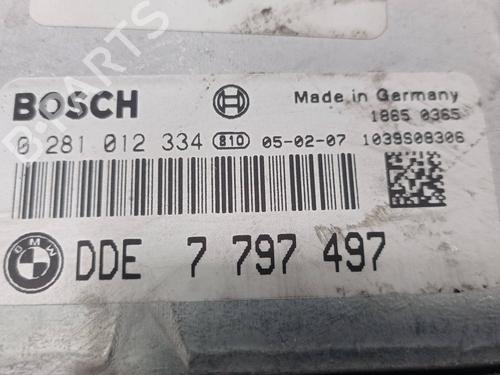 B-PARTS
BOSCH
Made in Germany
1865 0365
0 281 012 334 810 05-02-07 1039S08306
BMW
DDE 7 797 497